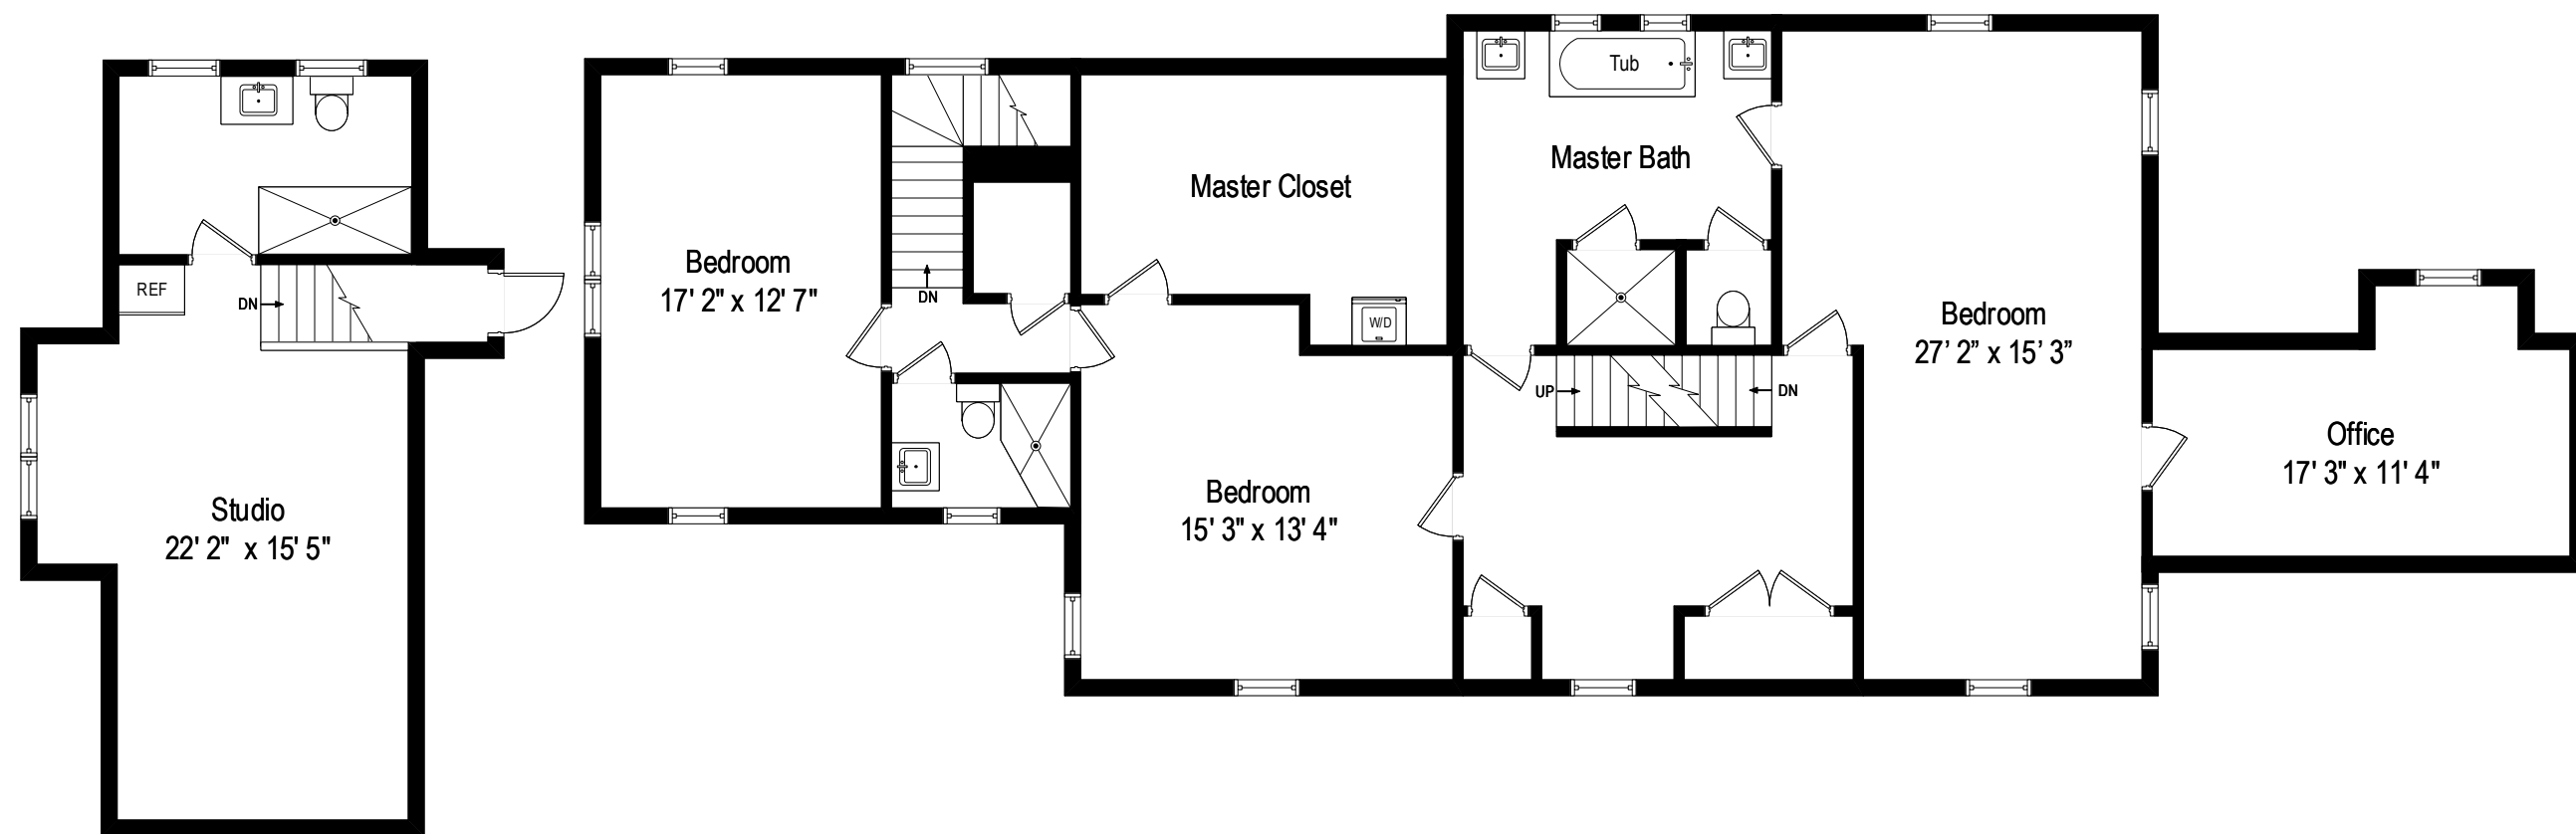 REF
DN
Studio
22' 2" x 15' 5"
Bedroom
17' 2" x 12' 7"
DN
Master Closet
W/D
Bedroom
15' 3" x 13' 4"
Tub
Master Bath
UP
DN
Bedroom
27’ 2” x 15’ 3”
Office
17' 3" x 11' 4"